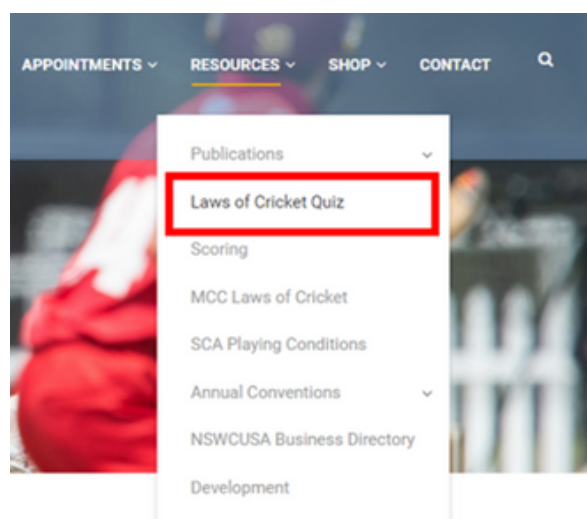 APPOINTMENTS RESOURCES SHOP CONTACT
Publications
Laws of Cricket Quiz
Scoring
MCC Laws of Cricket
SCA Playing Conditions
Annual Conventions
NSWCUSA Business Directory
Development